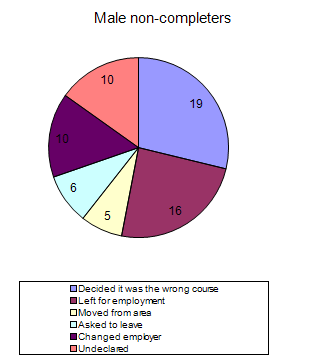 Male non-completers
10
19
10
6
5
16
Decided it was the wrong course
Left for employment
Moved from area
Asked to leave
Changed employer
Undeclared